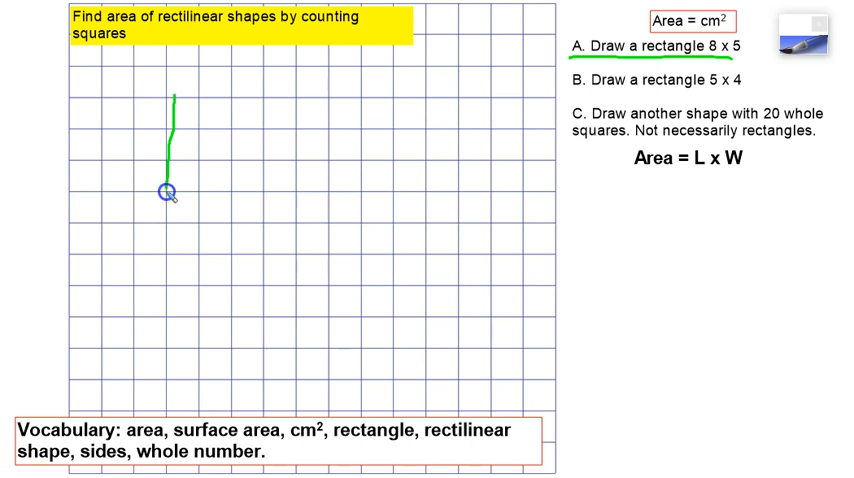 Find area of rectilinear shapes by counting
squares
Area = cm²
A. Draw a rectangle 8 x 5
B. Draw a rectangle 5 x 4
C. Draw another shape with 20 whole
squares. Not necessarily rectangles.
Area = L x W
Vocabulary: area, surface area, cm², rectangle, rectilinear
shape, sides, whole number.